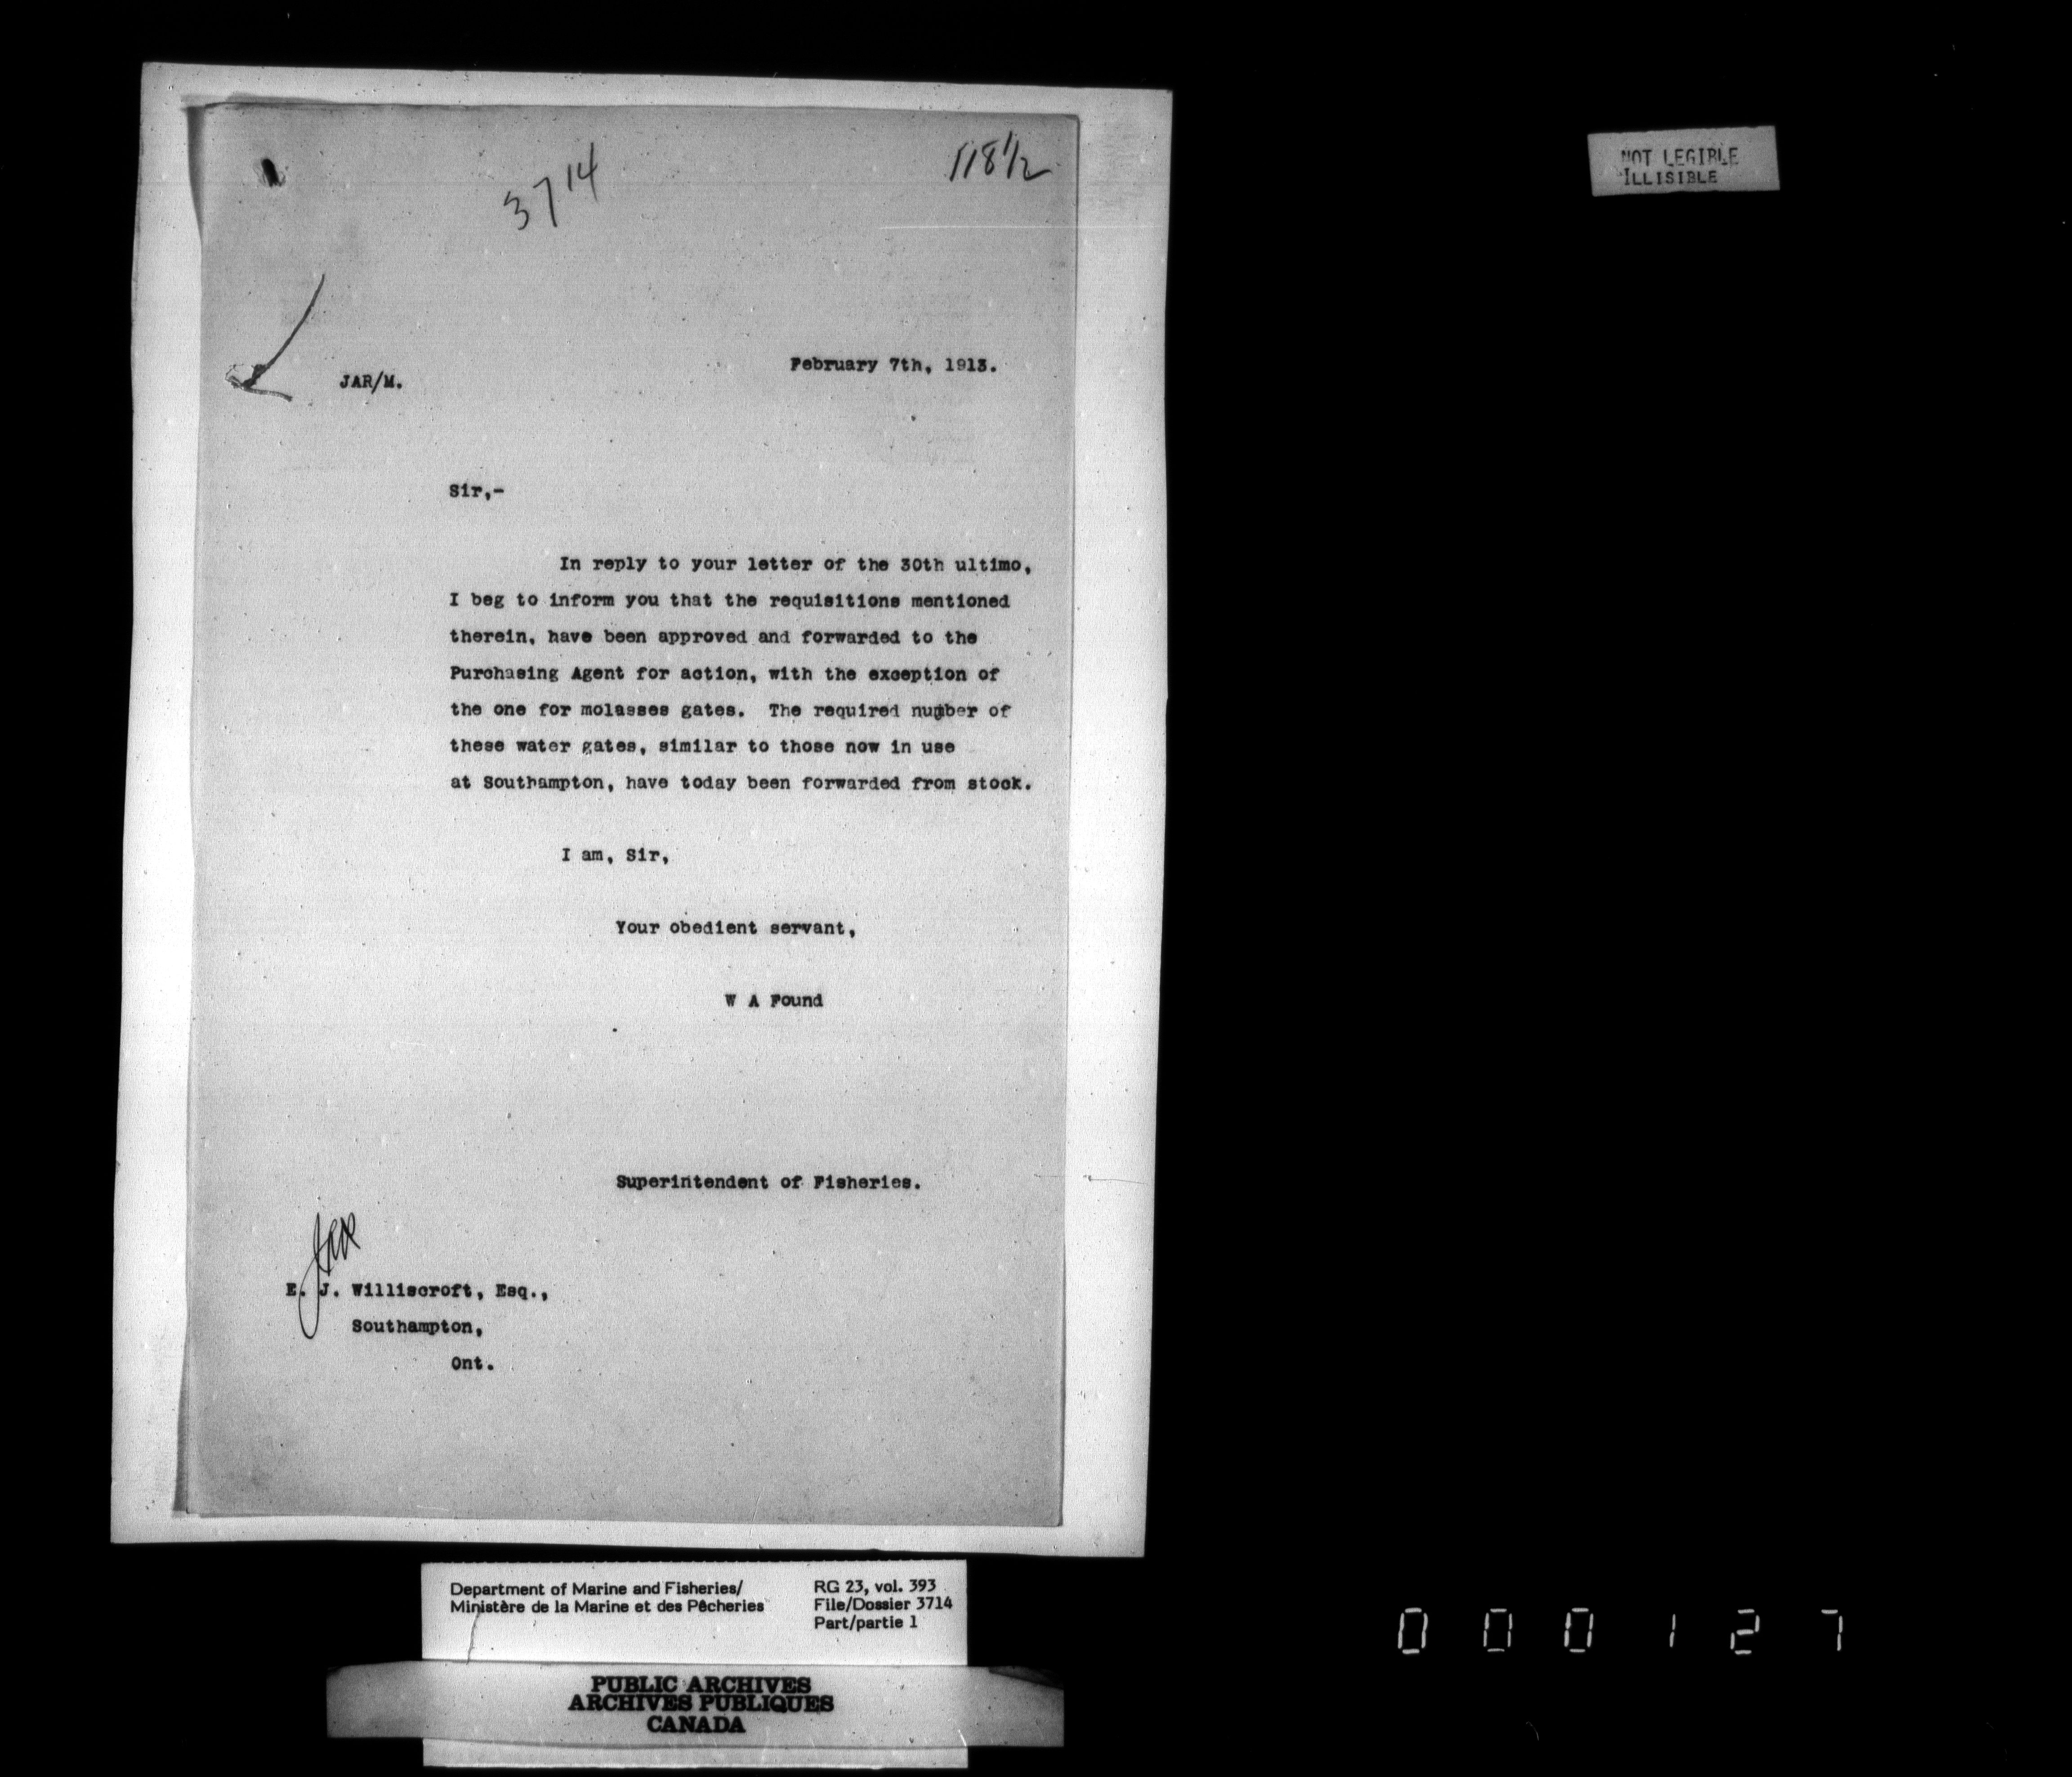 3714
118½
NOT LEGIBLE
ILLISIBLE
February 7th, 1913.
JAR/M.
Sir,-
In reply to your letter of the 30th ultimo,
I beg to inform you that the requisitions mentioned
therein, have been approved and forwarded to the
Purchasing Agent for action, with the exception of
the one for molasses gates. The required number of
these water gates, similar to those now in use
at Southampton, have today been forwarded from stock.
I am, Sir,
Your obedient servant,
W A Found
Superintendent of Fisheries.
JAR
E. J. Williscroft, Esq.,
Southampton,
Ont.
Department of Marine and Fisheries/
Ministère de la Marine et des Pêcheries
RG 23, vol. 393
File/Dossier 3714
Part/partie 1
PUBLIC ARCHIVES
ARCHIVES PUBLIQUES
CANADA
000127